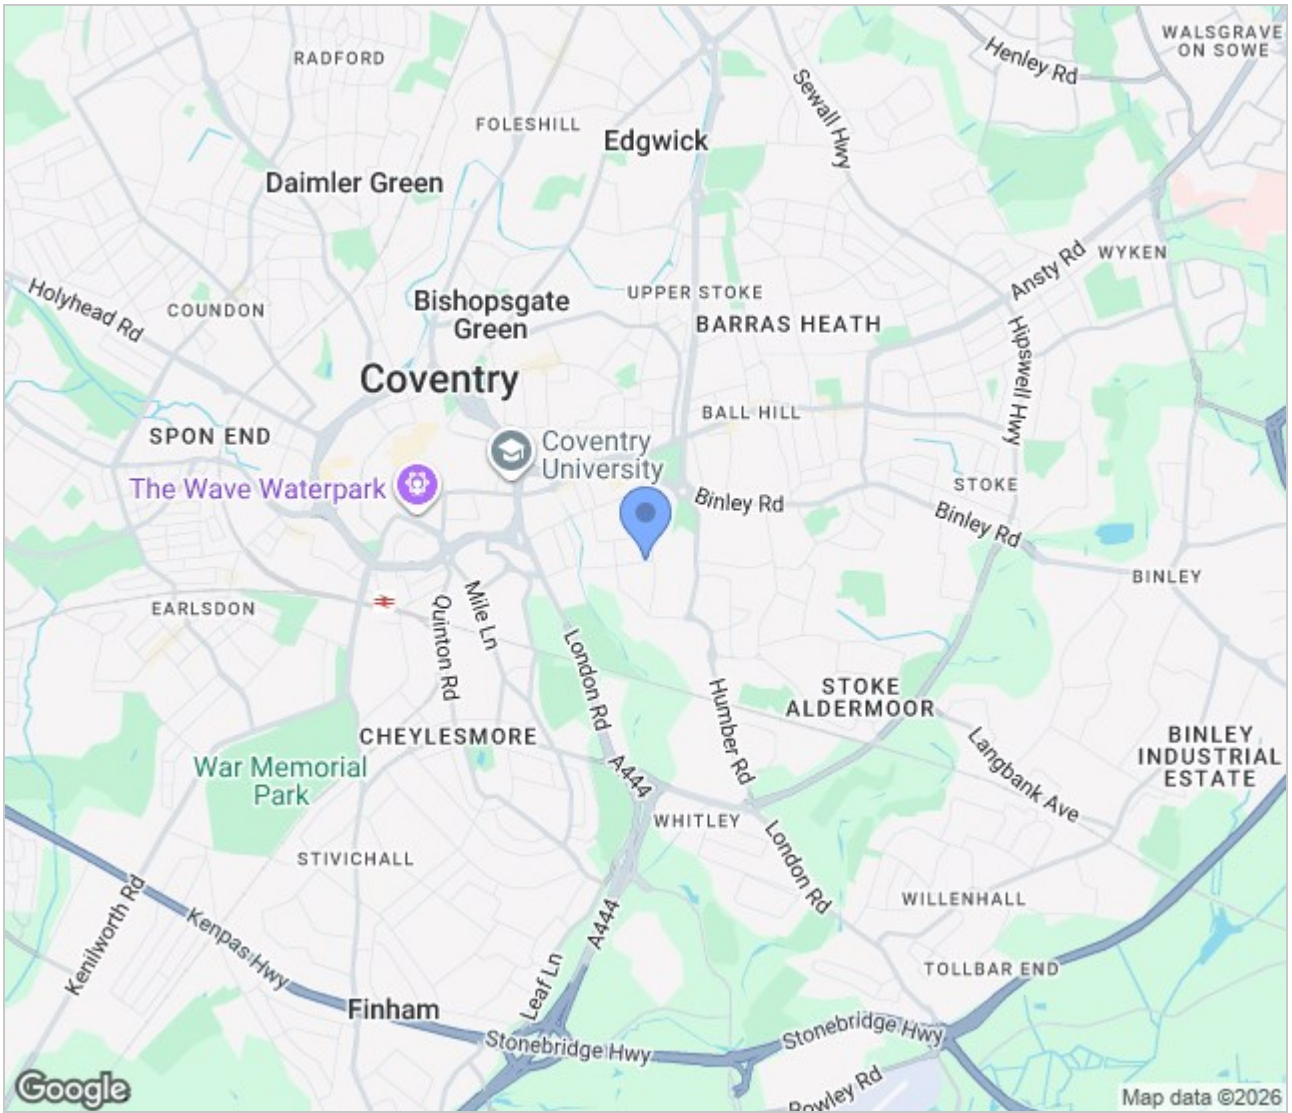 WALSGRAVE
ON SOWE
Henley Rd
RADFORD
Sewall Hwy
FOLESHILL
Edgwick
Daimler Green
WYKEN
Ansty Rd
Holyhead Rd
COUNDON
Bishopsgate
Green
UPPER STOKE
BARRAS HEATH
Hipswell Hwy
Coventry
BALL HILL
SPON END
Coventry
University
The Wave Waterpark
Binley Rd
STOKE
Binley Rd
BINLEY
EARLSDON
Mile Ln
Quinton Rd
London Rd
Humber Rd
STOKE
ALDERMOOR
CHEYLESMORE
Langbank Ave
BINLEY
INDUSTRIAL
ESTATE
War Memorial
Park
A444
WHITLEY
London Rd
STIVICHALL
Kenilworth Rd
WILLENHALL
Kenpas Hwy
A444
TOLLBAR END
Leaf Ln
Finham
Stonebridge Hwy
Stonebridge Hwy
Rowley Rd
Google
Map data ©2026